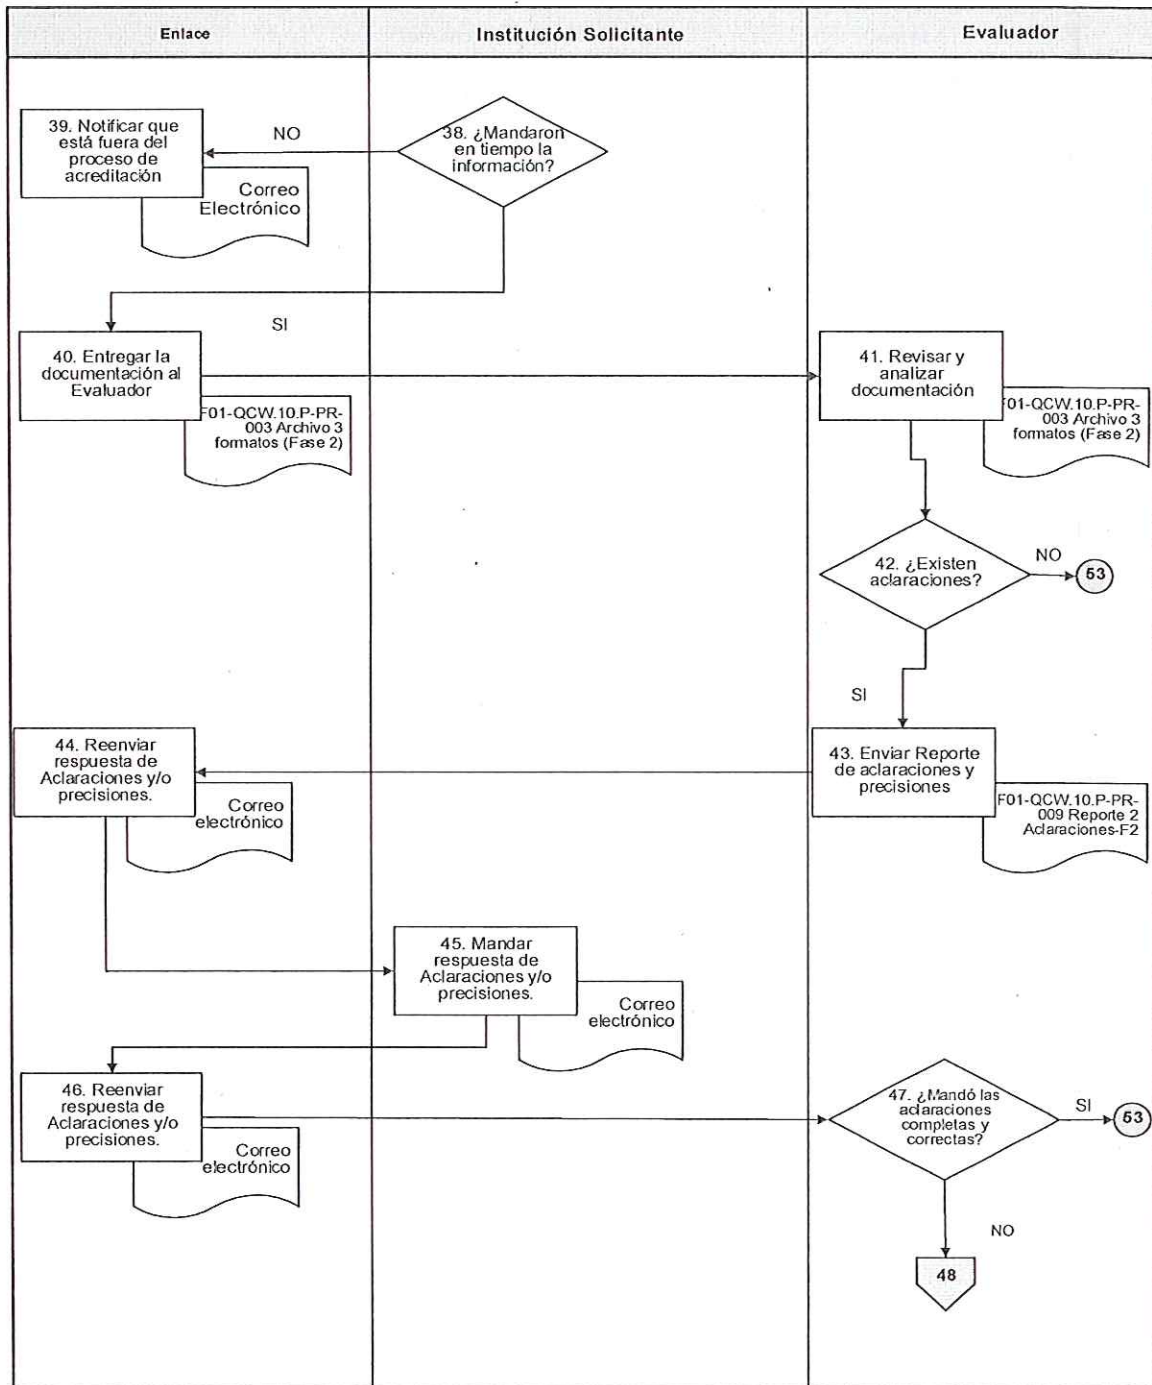 Enlace
Institución Solicitante
Evaluador
38. ¿Mandaron
en tiempo la
información?
NO
39. Notificar que
está fuera del
proceso de
acreditación
Correo
Electrónico
SI
40. Entregar la
documentación al
Evaluador
F01-QCW.10.P-PR-
003 Archivo 3
formatos (Fase 2)
41. Revisar y
analizar
documentación
F01-QCW.10.P-PR-
003 Archivo 3
formatos (Fase 2)
42. ¿Existen
aclaraciones?
NO
53
SI
43. Enviar Reporte
de aclaraciones y
precisiones
F01-QCW.10.P-PR-
009 Reporte 2
Aclaraciones-F2
44. Reenviar
respuesta de
Aclaraciones y/o
precisiones.
Correo
electrónico
45. Mandar
respuesta de
Aclaraciones y/o
precisiones.
Correo
electrónico
46. Reenviar
respuesta de
Aclaraciones y/o
precisiones.
Correo
electrónico
47. ¿Mandó las
aclaraciones
completas y
correctas?
SI
53
NO
48